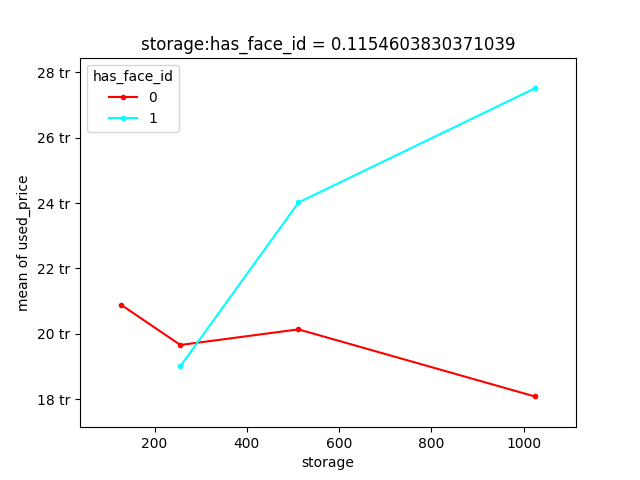 storage:has_face_id = 0.1154603830371039
has_face_id
0
1
28 tr
26 tr
24 tr
22 tr
20 tr
18 tr
mean of used_price
200
400
600
800
1000
storage